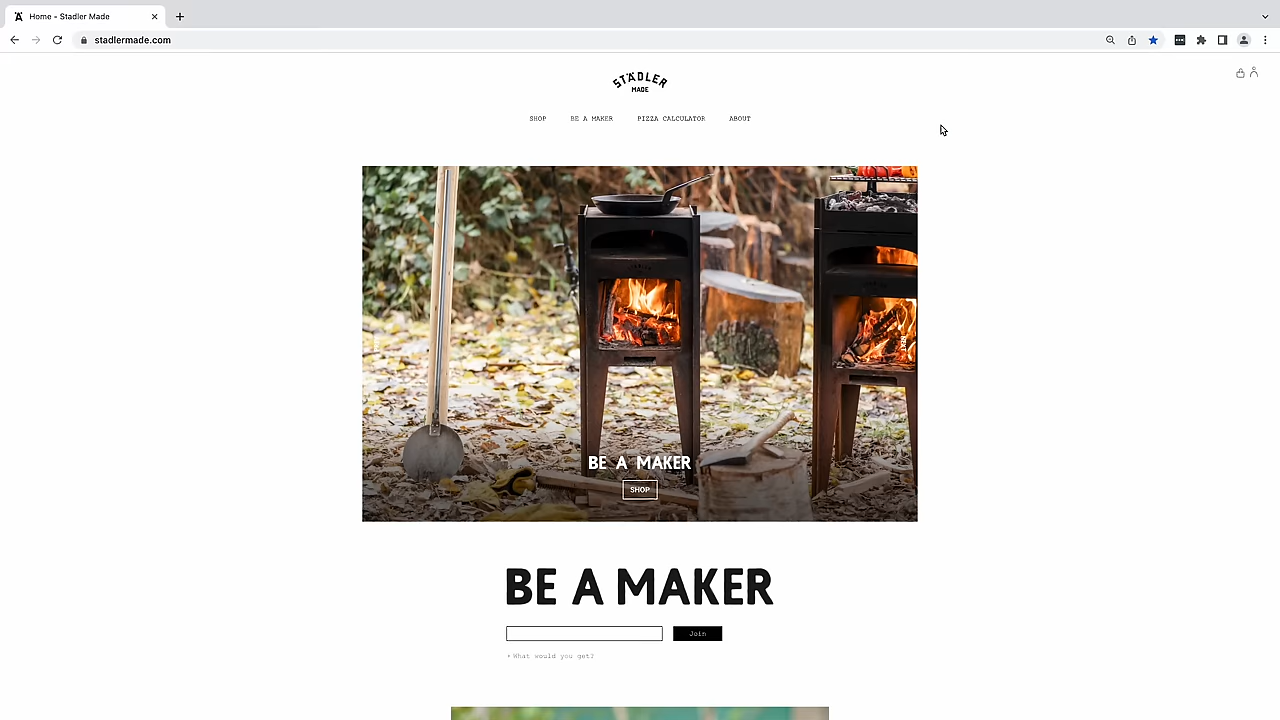 Home - Stadler Made
stadlermade.com
STÄDLER
MADE
SHOP BE A MAKER PIZZA CALCULATOR ABOUT
NEXT
BE A MAKER
SHOP
BE A MAKER
Join
What would you get?